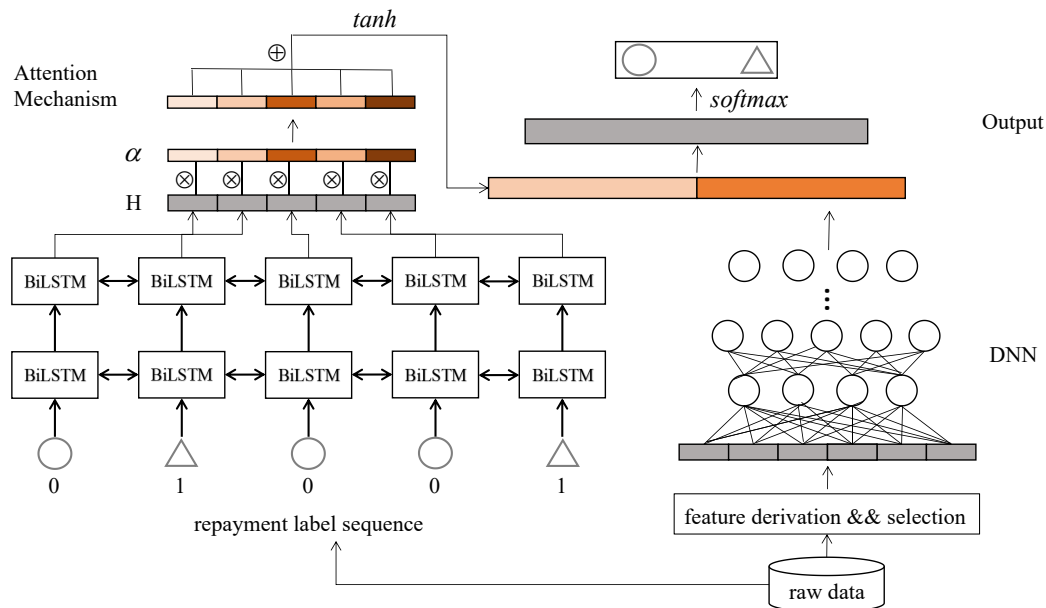 tanh
⊕
Attention
Mechanism
softmax
Output
α
⊗ ⊗ ⊗ ⊗ ⊗
H
BiLSTM BiLSTM BiLSTM BiLSTM BiLSTM
DNN
BiLSTM BiLSTM BiLSTM BiLSTM BiLSTM
0 1 0 0 1
repayment label sequence
feature derivation && selection
raw data